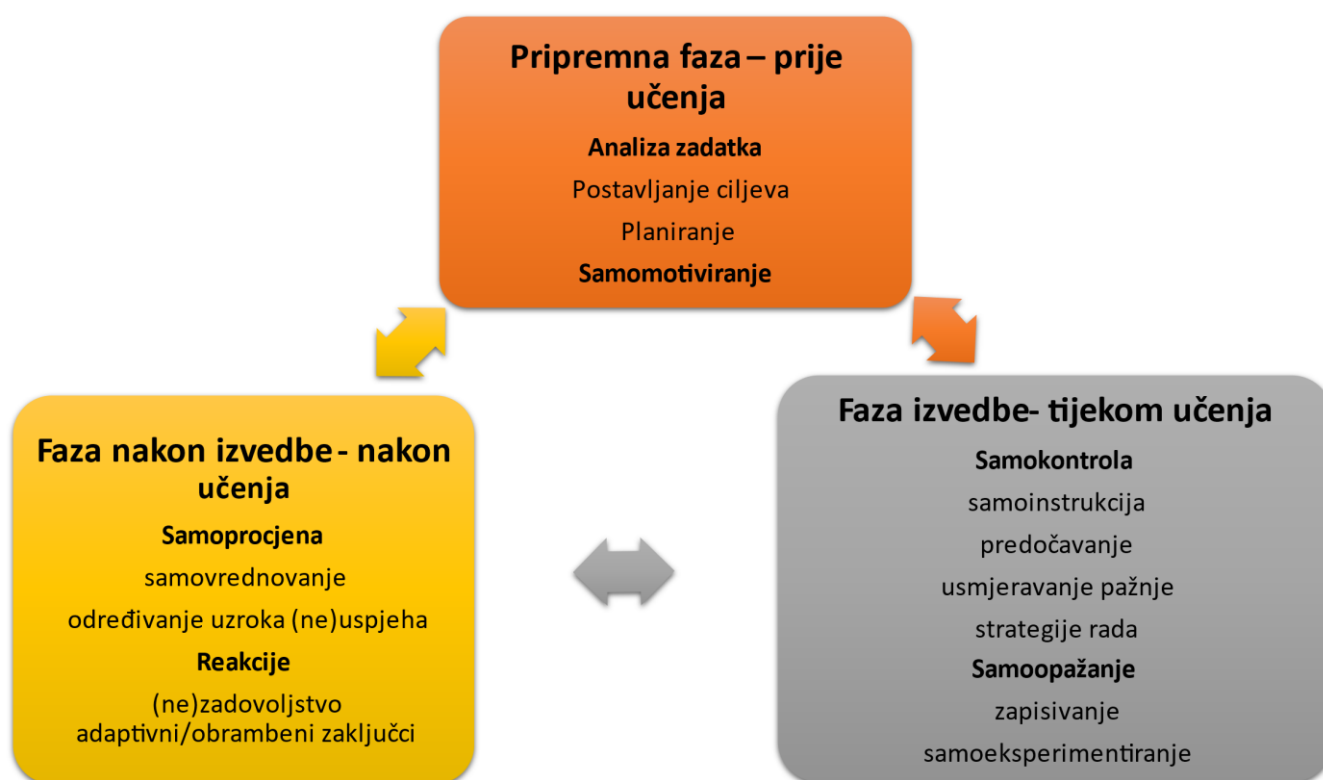 Pripremna faza – prije
učenja
Analiza zadatka
Postavljanje ciljeva
Planiranje
Samomotiviranje
Faza izvedbe- tijekom učenja
Samokontrola
samoinstrukcija
predočavanje
usmjeravanje pažnje
strategije rada
Samoopažanje
zapisivanje
samoeksperimentiranje
Faza nakon izvedbe - nakon
učenja
Samoprocjena
samovrednovanje
određivanje uzroka (ne)uspjeha
Reakcije
(ne)zadovoljstvo
adaptivni/obrambeni zaključci